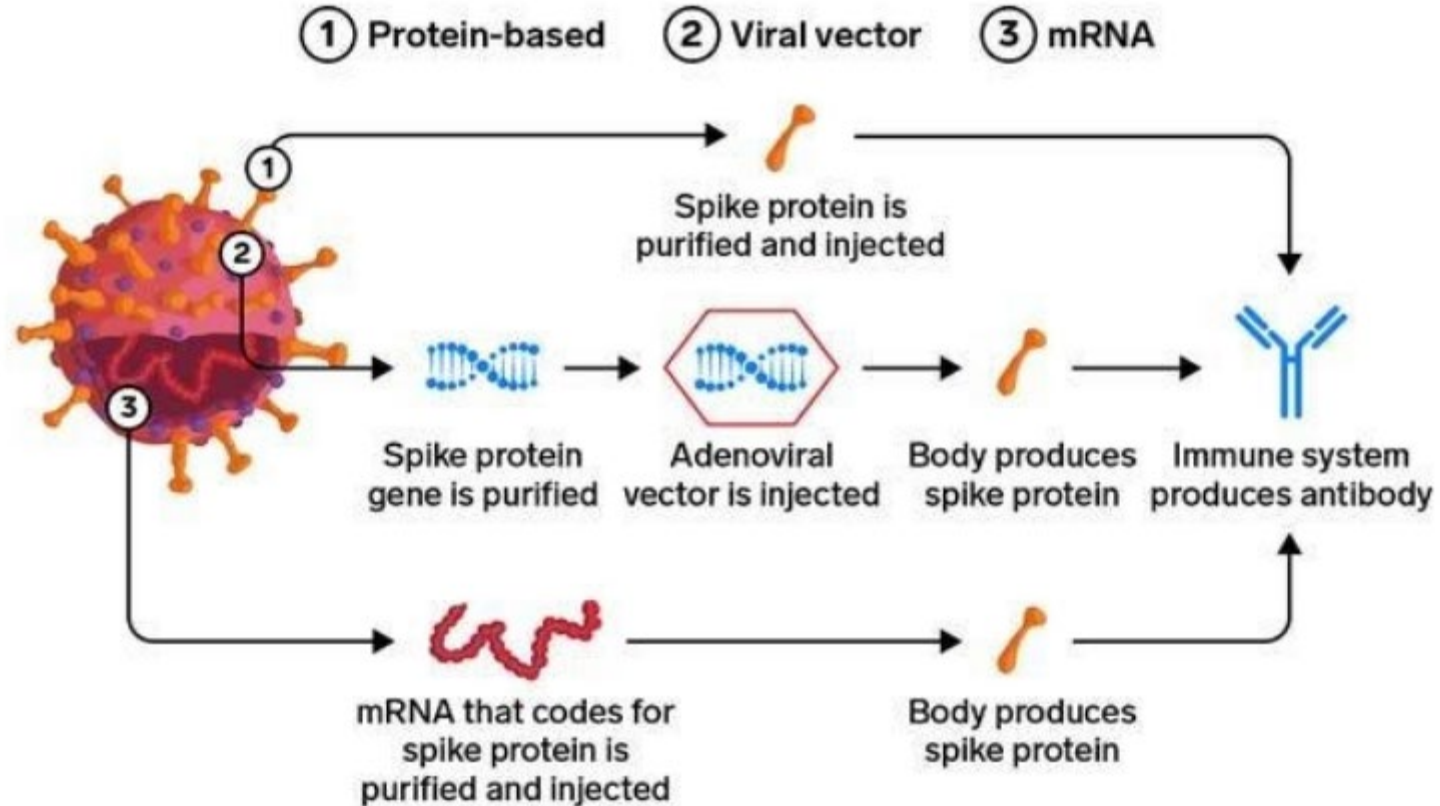 1 Protein-based
2 Viral vector
3 mRNA
1
Spike protein is
purified and injected
2
Spike protein
gene is purified
Adenoviral
vector is injected
Body produces
spike protein
Immune system
produces antibody
3
mRNA that codes for
spike protein is
purified and injected
Body produces
spike protein